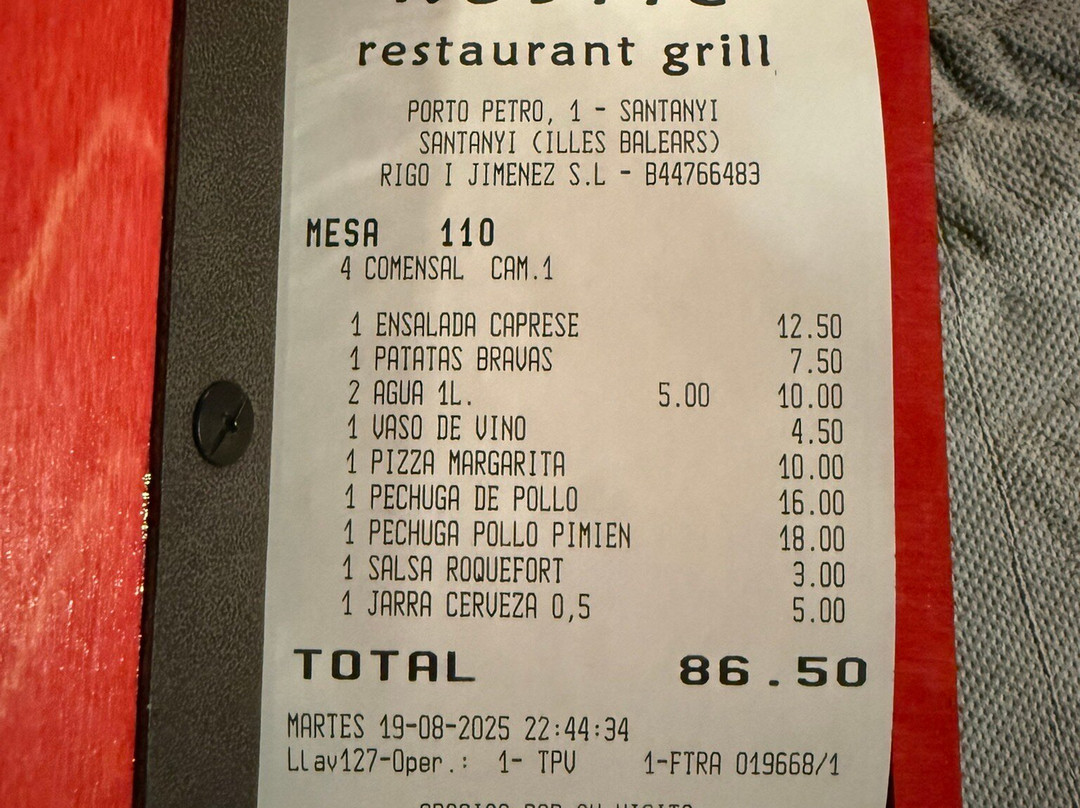 restaurant grill
PORTO PETRO, 1 - SANTANYI
SANTANYI (ILLES BALEARS)
RIGO I JIMENEZ S.L - B44766483
MESA 110
4 COMENSAL CAM.1
1 ENSALADA CAPRESE 12.50
1 PATATAS BRAVAS 7.50
2 AGUA 1L. 5.00 10.00
1 VASO DE VINO 4.50
1 PIZZA MARGARITA 10.00
1 PECHUGA DE POLLO 16.00
1 PECHUGA POLLO PIMIEN 18.00
1 SALSA ROQUEFORT 3.00
1 JARRA CERVEZA 0,5 5.00
TOTAL 86.50
MARTES 19-08-2025 22:44:34
Llav127-Oper.: 1- TPV 1-FTRA 019668/1